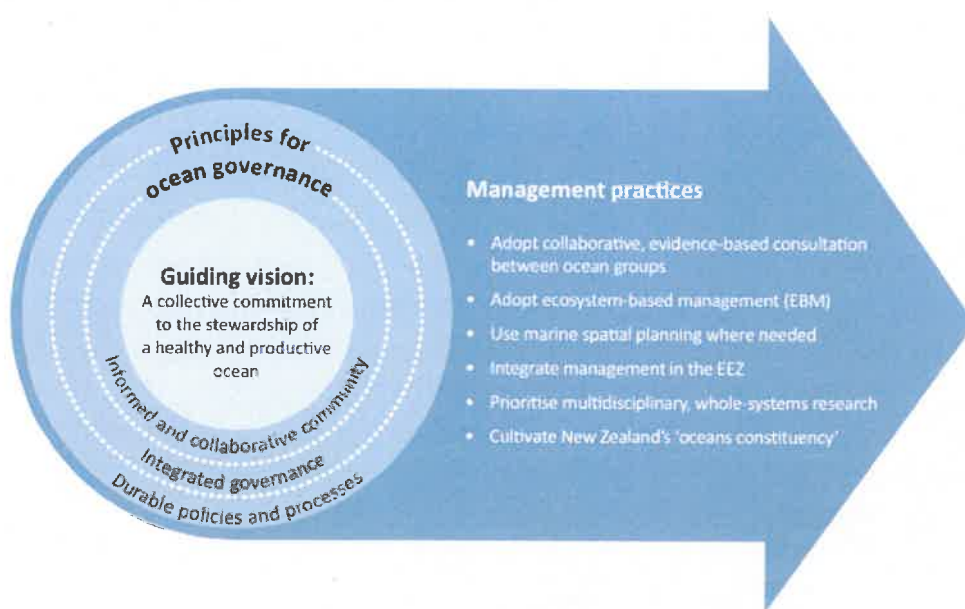 Principles for
ocean governance
Guiding vision:
A collective commitment
to the stewardship of
a healthy and productive
ocean
Informed and collaborative community
Integrated governance
Durable policies and processes
Management practices
• Adopt collaborative, evidence-based consultation
between ocean groups
• Adopt ecosystem-based management (EBM)
• Use marine spatial planning where needed
• Integrate management in the EEZ
• Prioritise multidisciplinary, whole-systems research
• Cultivate New Zealand's 'oceans constituency'